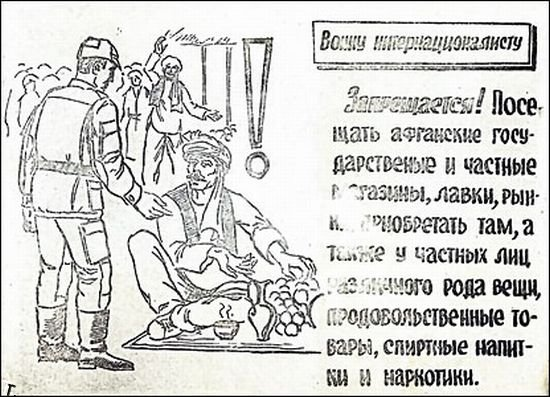 Воину интернационалисту
Запрещается! Посе-
щать афганские госу-
дарственые и частные
магазины, лавки, рын-
ки. Приобретать там, а
также у частных лиц
различного рода вещи,
продовольственные то-
вары, спиртные напит-
ки и наркотики.